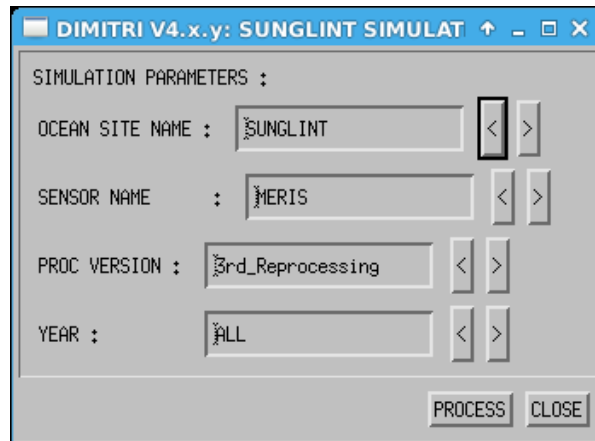 DIMITRI V4.x.y: SUNGLINT SIMULAT
SIMULATION PARAMETERS :
OCEAN SITE NAME : SUNGLINT < >
SENSOR NAME : MERIS < >
PROC VERSION : 3rd_Reprocessing < >
YEAR : ALL < >
PROCESS CLOSE